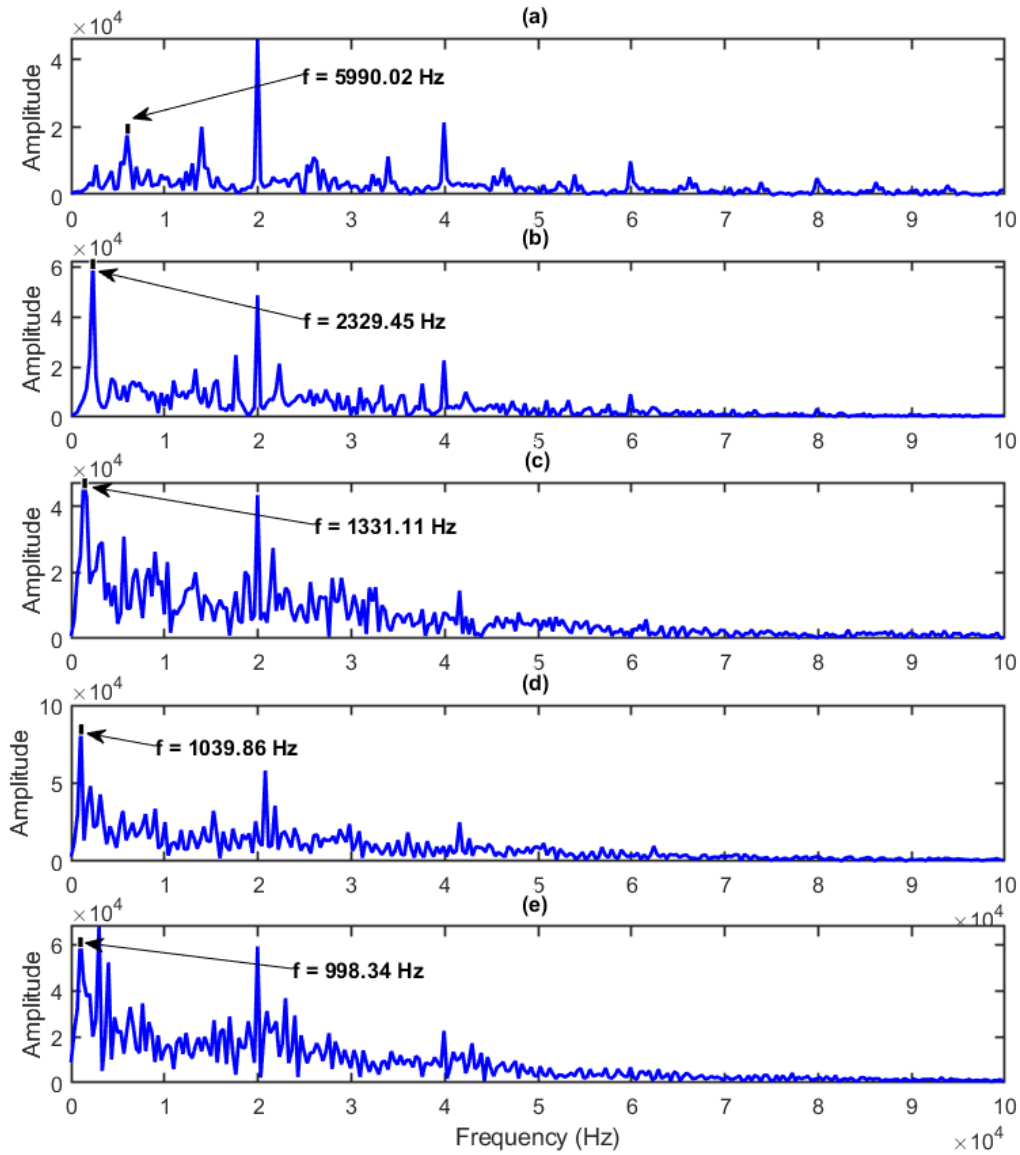 (a)
×10⁴
Amplitude
4
2
0
f = 5990.02 Hz
0 1 2 3 4 5 6 7 8 9 10
(b)
×10⁴
Amplitude
6
4
2
0
f = 2329.45 Hz
0 1 2 3 4 5 6 7 8 9 10
(c)
×10⁴
Amplitude
4
2
0
f = 1331.11 Hz
0 1 2 3 4 5 6 7 8 9 10
(d)
×10⁴
Amplitude
10
5
0
f = 1039.86 Hz
0 1 2 3 4 5 6 7 8 9 10
×10⁴
(e)
×10⁴
Amplitude
6
4
2
0
f = 998.34 Hz
0 1 2 3 4 5 6 7 8 9 10
Frequency (Hz)
×10⁴